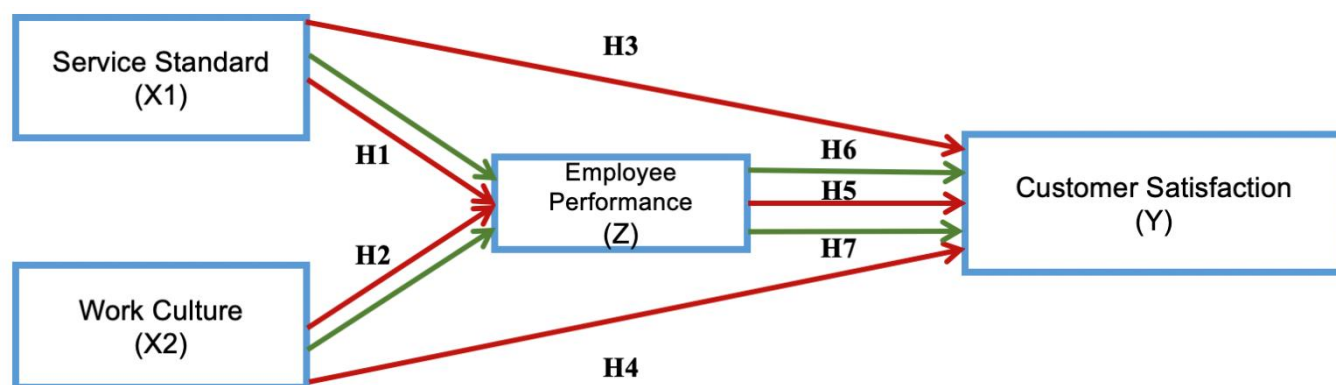 Service Standard
(X1)
H3
H1
Employee
Performance
(Z)
H6
H5
H7
Customer Satisfaction
(Y)
H2
Work Culture
(X2)
H4